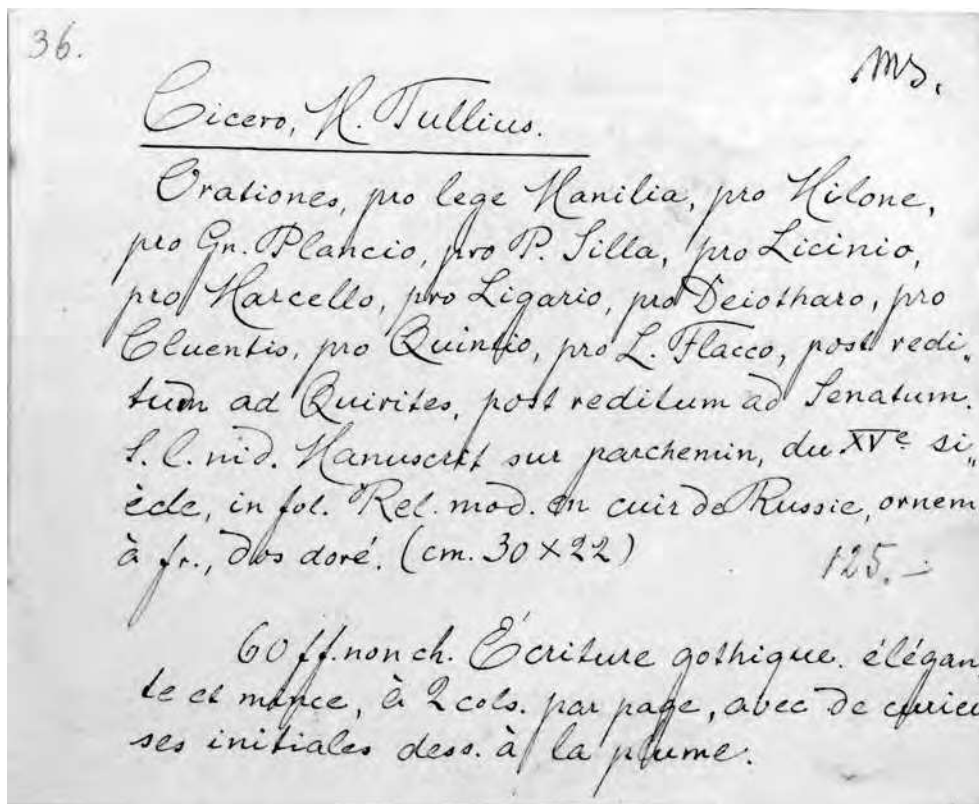 36.
ms.
Cicero, M. Tullius.
Orationes, pro lege Manilia, pro Milone,
pro Gn. Plancio, pro P. Silla, pro Licinio,
pro Marcello, pro Ligario, pro Deiotharo, pro
Cluentio, pro Quintio, pro L. Flacco, post redi„
tum ad Quirites, post reditum ad Senatum.
S. l. ni d. Manuscrit sur parchemin, du XVe si„
ècle, in fol. Rel. mod. en cuir de Russie, ornem
à fr., dos doré. (cm. 30 x 22)
125.-
60 ff. non ch. Écriture gothique élégan
te et mince, à 2 cols. par page, avec de curieu
ses initiales dess. à la plume.